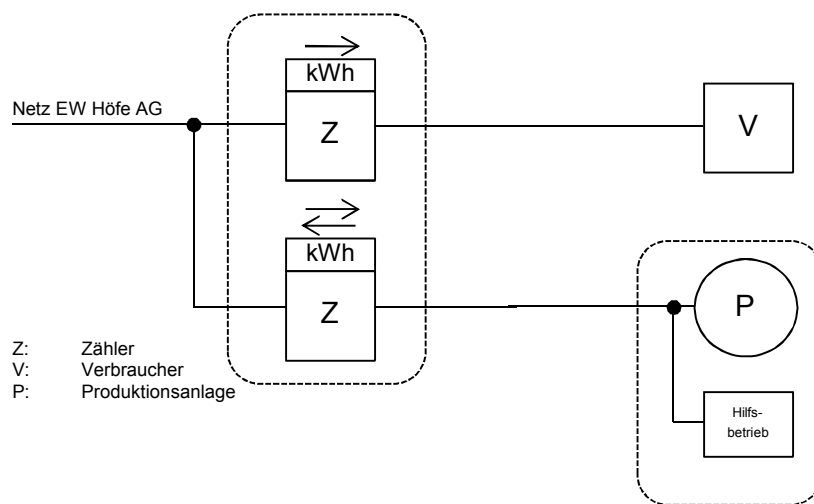 kWh
Netz EW Höfe AG
Z
V
kWh
Z
P
Z: Zähler
V: Verbraucher
P: Produktionsanlage
Hilfs-
betrieb